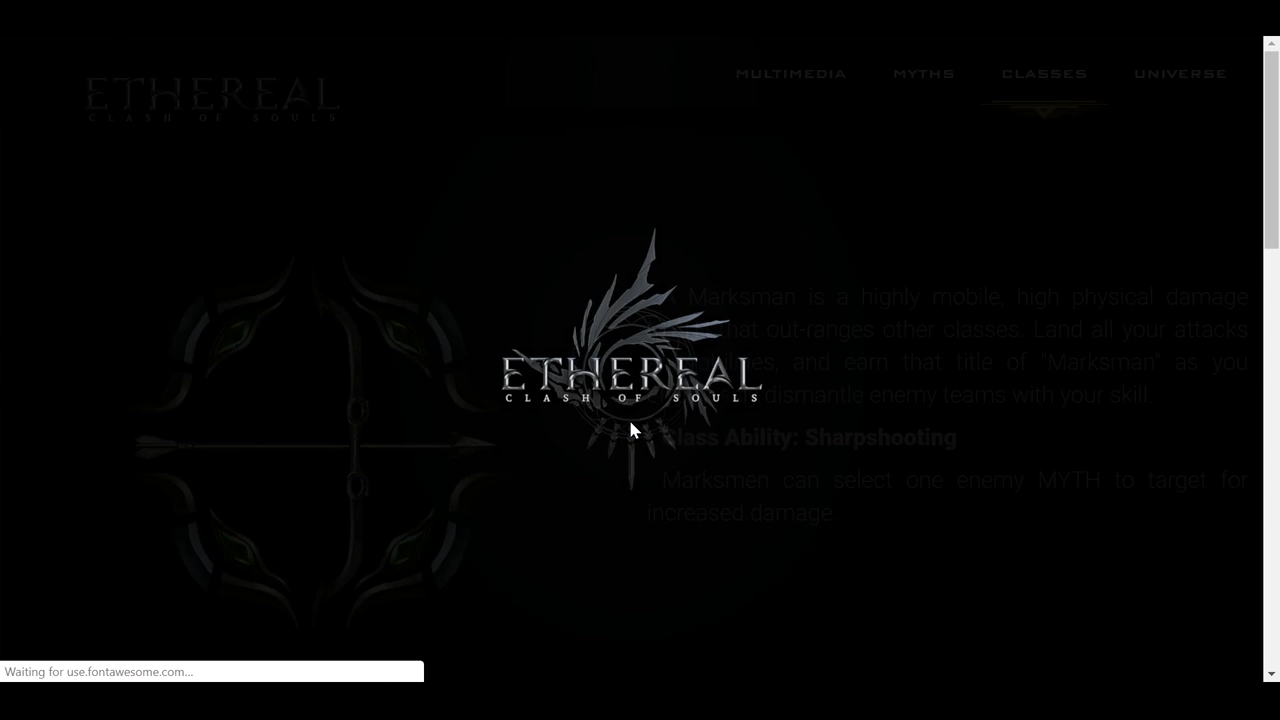 ETHEREAL
CLASH OF SOULS
MULTIMEDIA
MYTHS
CLASSES
UNIVERSE
Marksman is a highly mobile, high physical damage
that out-ranges other classes. Land all your attacks
and earn that title of "Marksman" as you
dismantle enemy teams with your skill.
Class Ability: Sharpshooting
Marksmen can select one enemy MYTH to target for
increased damage
ETHEREAL
CLASH OF SOULS
Waiting for use.fontawesome.com...